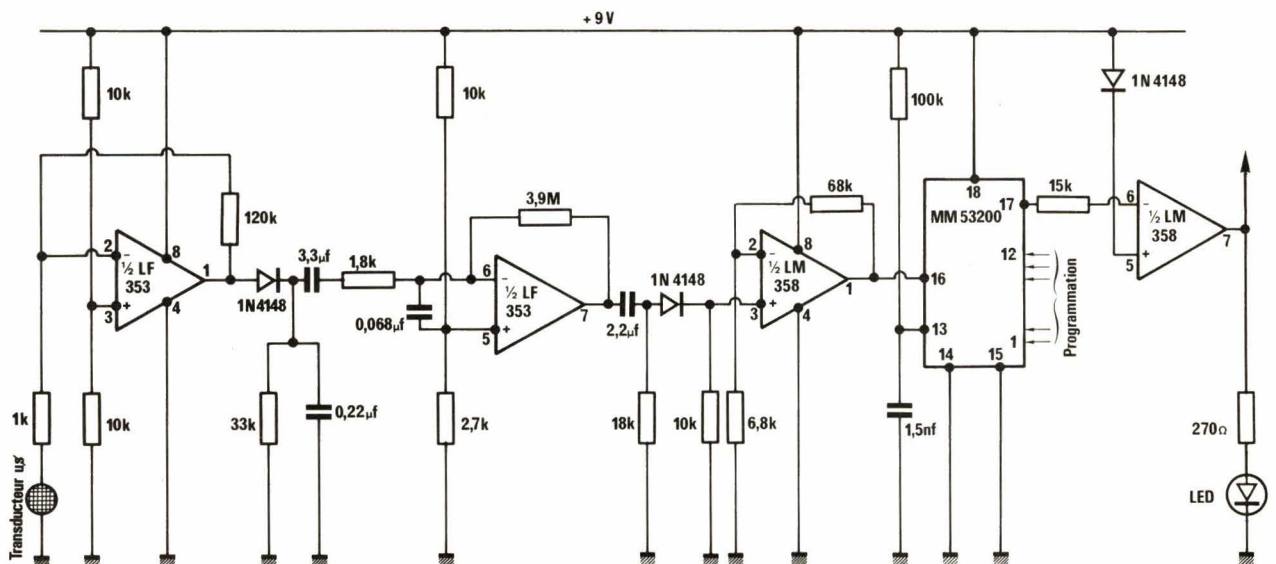 + 9 V
10k
10k
100k
1N 4148
120k
3,9M
68k
18
MM 53200
17
15k
6
−
½ LM
358
7
+
5
12
Programmation
1
2
−
8
½ LF
353
1
+
3
4
1N 4148
3,3µf
1,8k
0,068µf
6
−
½ LF
353
7
+
5
2,2µf
1N 4148
2
−
8
½ LM
358
1
+
3
4
16
13
14
15
1k
10k
33k
0,22µf
2,7k
18k
10k
6,8k
1,5nf
270Ω
LED
Transducteur u,s'